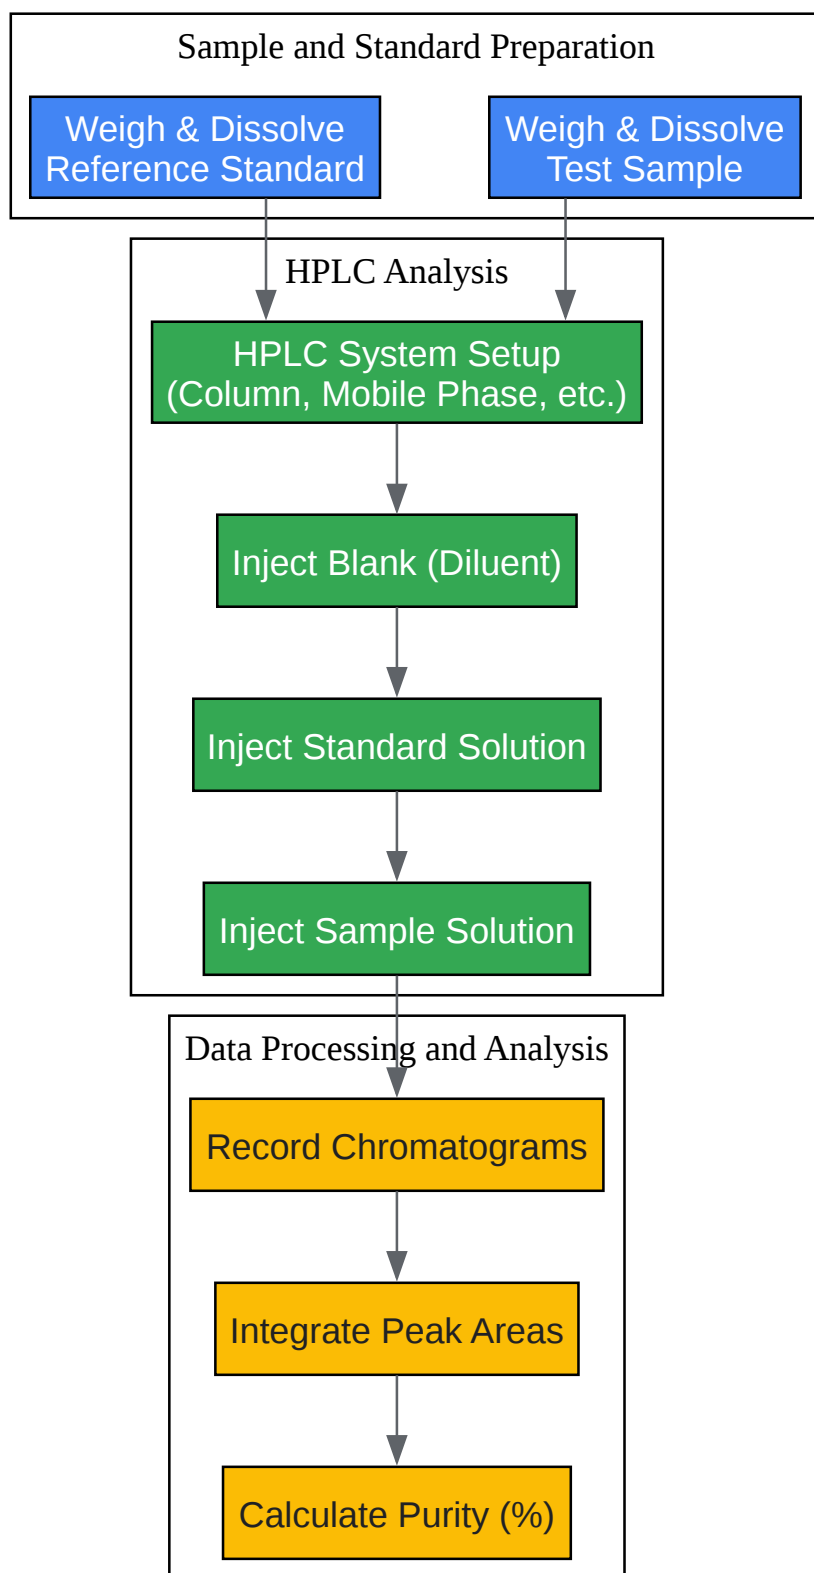 Sample and Standard Preparation
Weigh & Dissolve
Reference Standard
Weigh & Dissolve
Test Sample
HPLC Analysis
HPLC System Setup
(Column, Mobile Phase, etc.)
Inject Blank (Diluent)
Inject Standard Solution
Inject Sample Solution
Data Processing and Analysis
Record Chromatograms
Integrate Peak Areas
Calculate Purity (%)